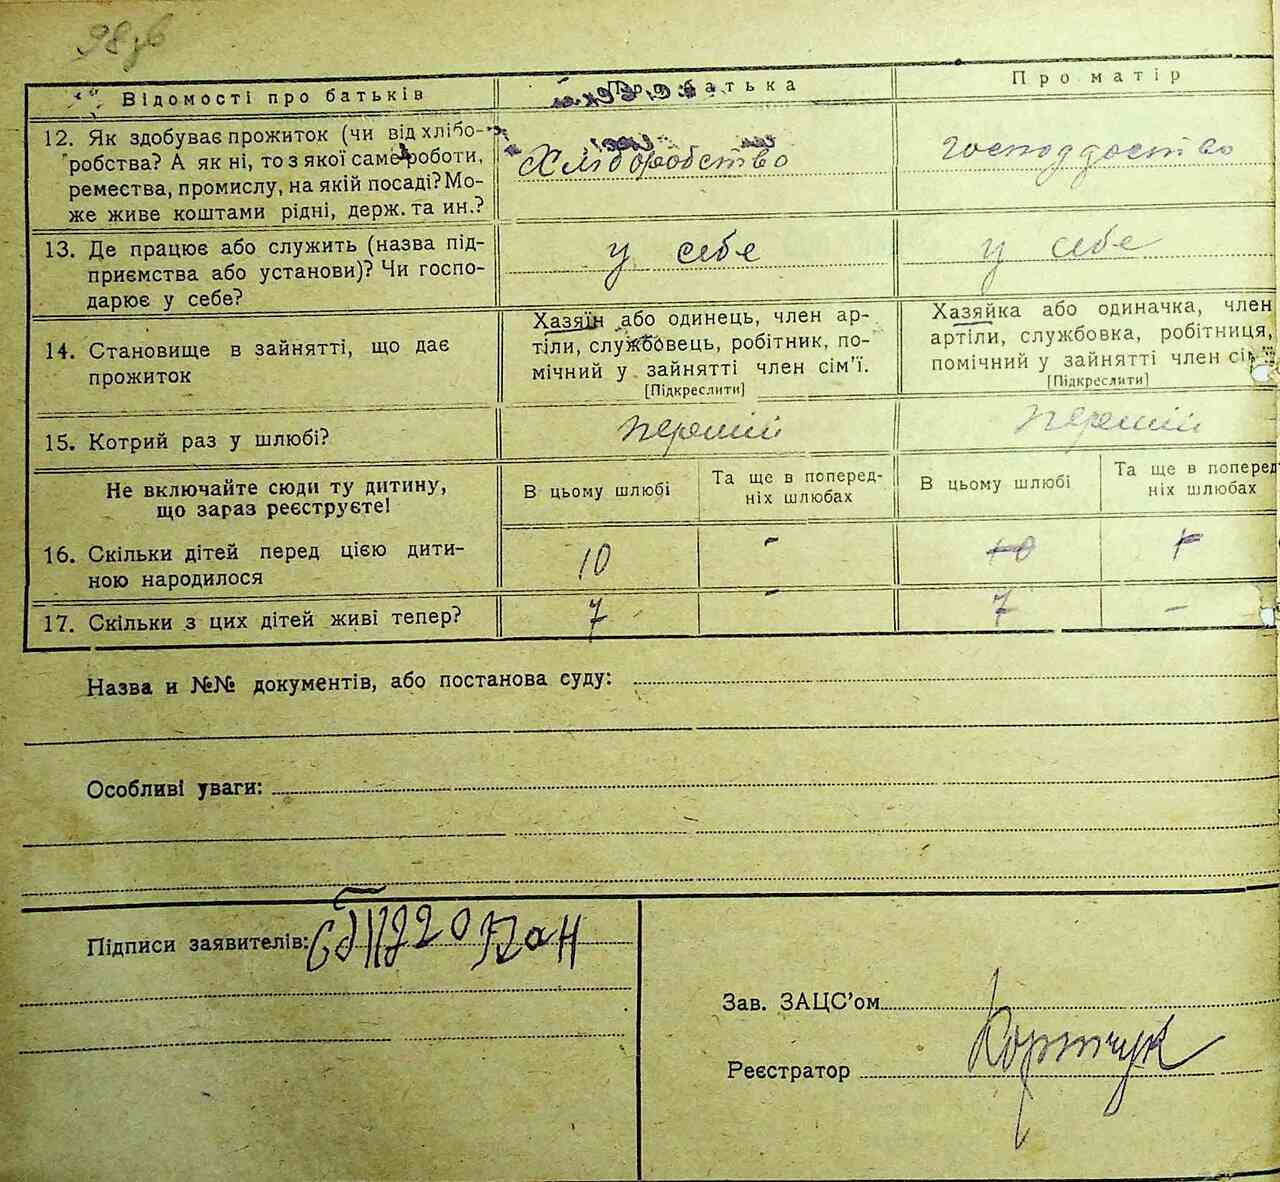 Відомості про батьків
Про батька
Про матір
12. Як здобуває прожиток (чи від хлібо-
робства? А як ні, то з якої саме роботи,
ремества, промислу, на якій посаді? Мо-
же живе коштами рідні, держ. та ин.?
Хліборобство
господарство
13. Де працює або служить (назва під-
приємства або установи)? Чи госпо-
дарює у себе?
у себе
у себе
14. Становище в зайнятті, що дає
прожиток
Хазяїн або одинець, член ар-
тіли, службовець, робітник, по-
мічний у зайнятті член сім’ї.
[Підкреслити]
Хазяйка або одиначка, член
артіли, службовка, робітниця,
помічний у зайнятті член сім’ї
[Підкреслити]
15. Котрий раз у шлюбі?
перший
перший
Не включайте сюди ту дитину,
що зараз реєструєте!
В цьому шлюбі
Та ще в поперед-
ніх шлюбах
В цьому шлюбі
Та ще в поперед
ніх шлюбах
16. Скільки дітей перед цією дити-
ною народилося
10
-
10
-
17. Скільки з цих дітей живі тепер?
7
-
7
-
Назва и №№ документів, або постанова суду:
Особливі уваги:
Підписи заявителів:
Зав. ЗАЦС’ом
Реєстратор